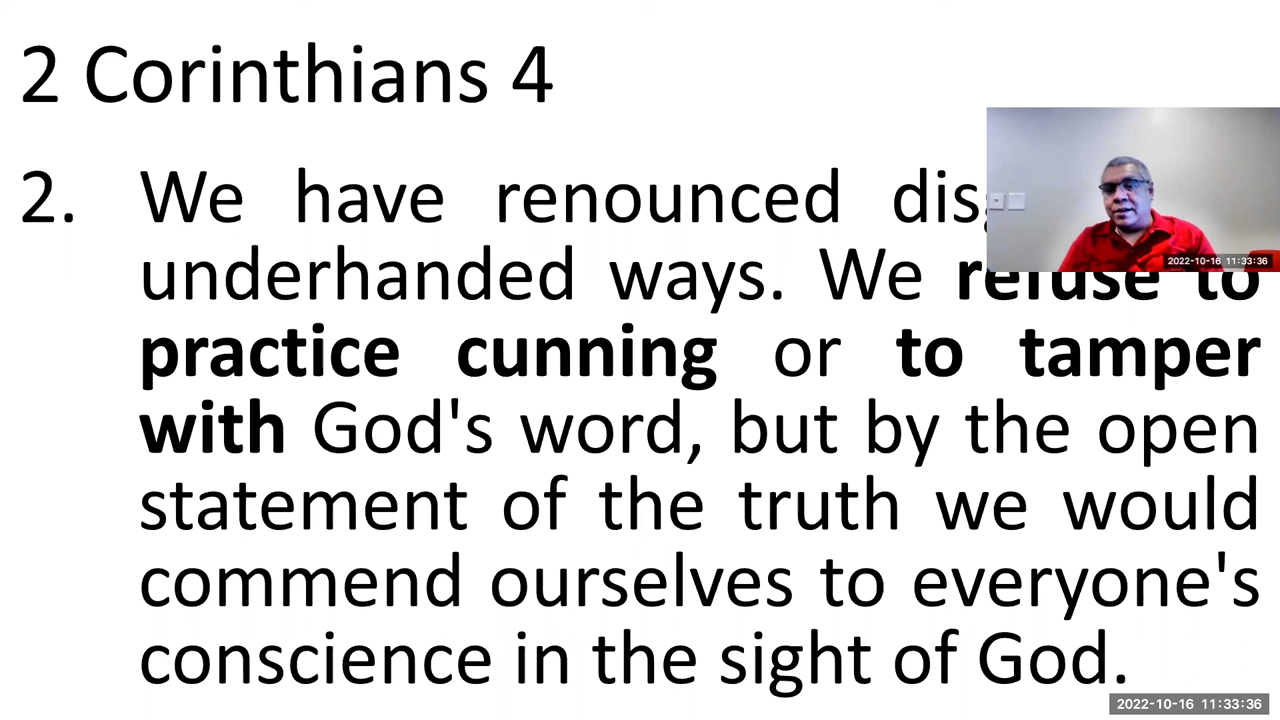 2 Corinthians 4
2. We have renounced
underhanded ways. We refuse to
practice cunning or to tamper
with God's word, but by the open
statement of the truth we would
commend ourselves to everyone's
conscience in the sight of God.
2022-10-16 11:33:36
2022-10-16 11:33:36